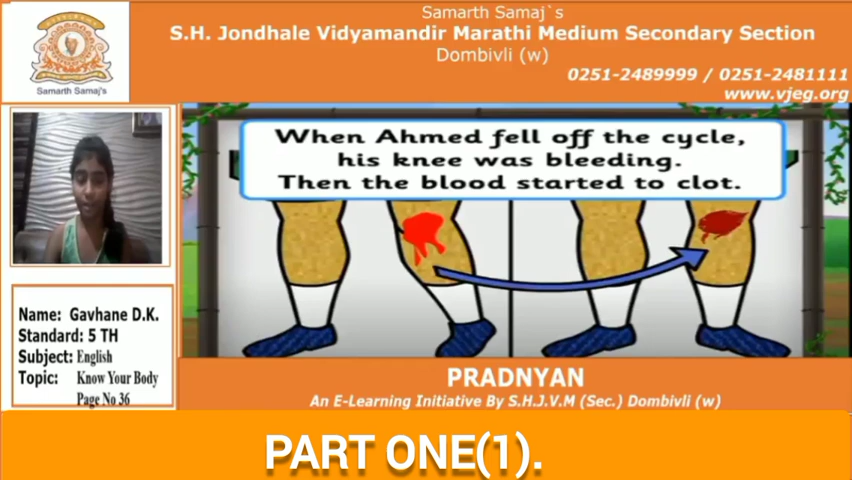 Samarth Samaj`s
S.H. Jondhale Vidyamandir Marathi Medium Secondary Section
Dombivli (w)
0251-2489999 / 0251-2481111
www.vjeg.org
Samarth Samaj's
When Ahmed fell off the cycle,
his knee was bleeding.
Then the blood started to clot.
Name: Gavhane D.K.
Standard: 5 TH
Subject: English
Topic: Know Your Body
Page No 36
PRADNYAN
An E-Learning Initiative By S.H.J.V.M (Sec.) Dombivli (w)
PART ONE(1).